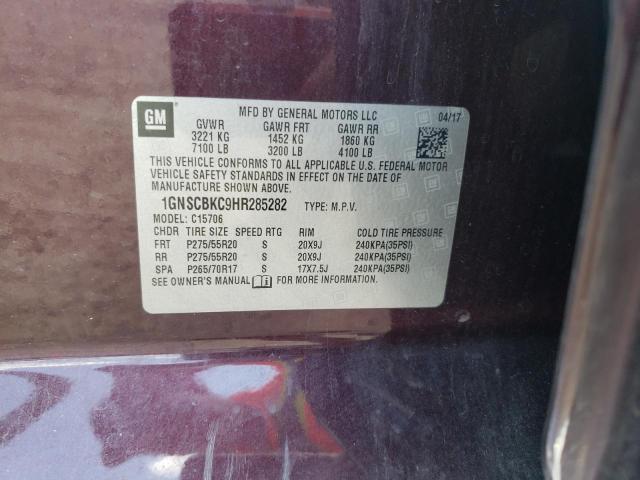 GM
MFD BY GENERAL MOTORS LLC 04/17
GVWR GAWR FRT GAWR RR
3221 KG 1452 KG 1860 KG
7100 LB 3200 LB 4100 LB
THIS VEHICLE CONFORMS TO ALL APPLICABLE U.S. FEDERAL MOTOR
VEHICLE SAFETY STANDARDS IN EFFECT ON THE DATE OF
MANUFACTURE SHOWN ABOVE.
1GNSCBKC9HR285282 TYPE: M.P.V.
MODEL: C15706
CHDR TIRE SIZE SPEED RTG RIM COLD TIRE PRESSURE
FRT P275/55R20 S 20X9J 240KPA(35PSI)
RR P275/55R20 S 20X9J 240KPA(35PSI)
SPA P265/70R17 S 17X7.5J 240KPA(35PSI)
SEE OWNER'S MANUAL FOR MORE INFORMATION.